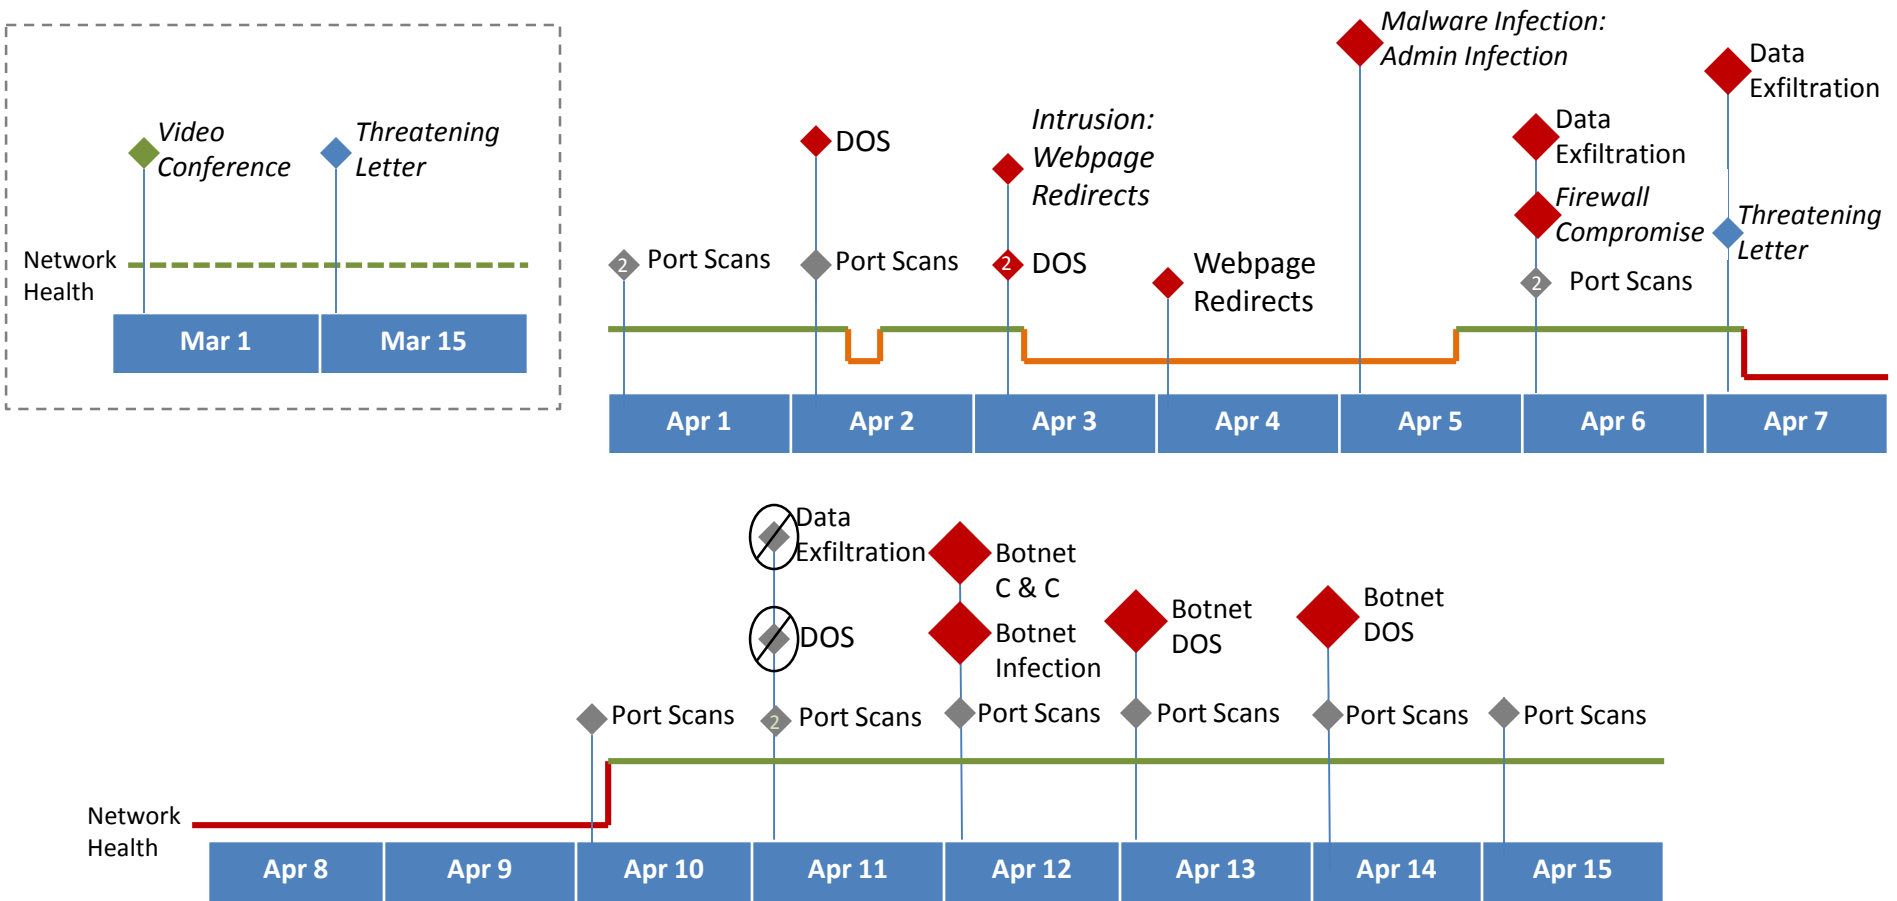 Video
Conference
Threatening
Letter
Network
Health
Mar 1
Mar 15
2
Port Scans
DOS
Port Scans
Intrusion:
Webpage
Redirects
2
DOS
Webpage
Redirects
Malware Infection:
Admin Infection
Data
Exfiltration
Firewall
Compromise
2
Port Scans
Data
Exfiltration
Threatening
Letter
Apr 1
Apr 2
Apr 3
Apr 4
Apr 5
Apr 6
Apr 7
Port Scans
Data
Exfiltration
DOS
2
Port Scans
Botnet
C & C
Botnet
Infection
Port Scans
Botnet
DOS
Port Scans
Botnet
DOS
Port Scans
Port Scans
Network
Health
Apr 8
Apr 9
Apr 10
Apr 11
Apr 12
Apr 13
Apr 14
Apr 15